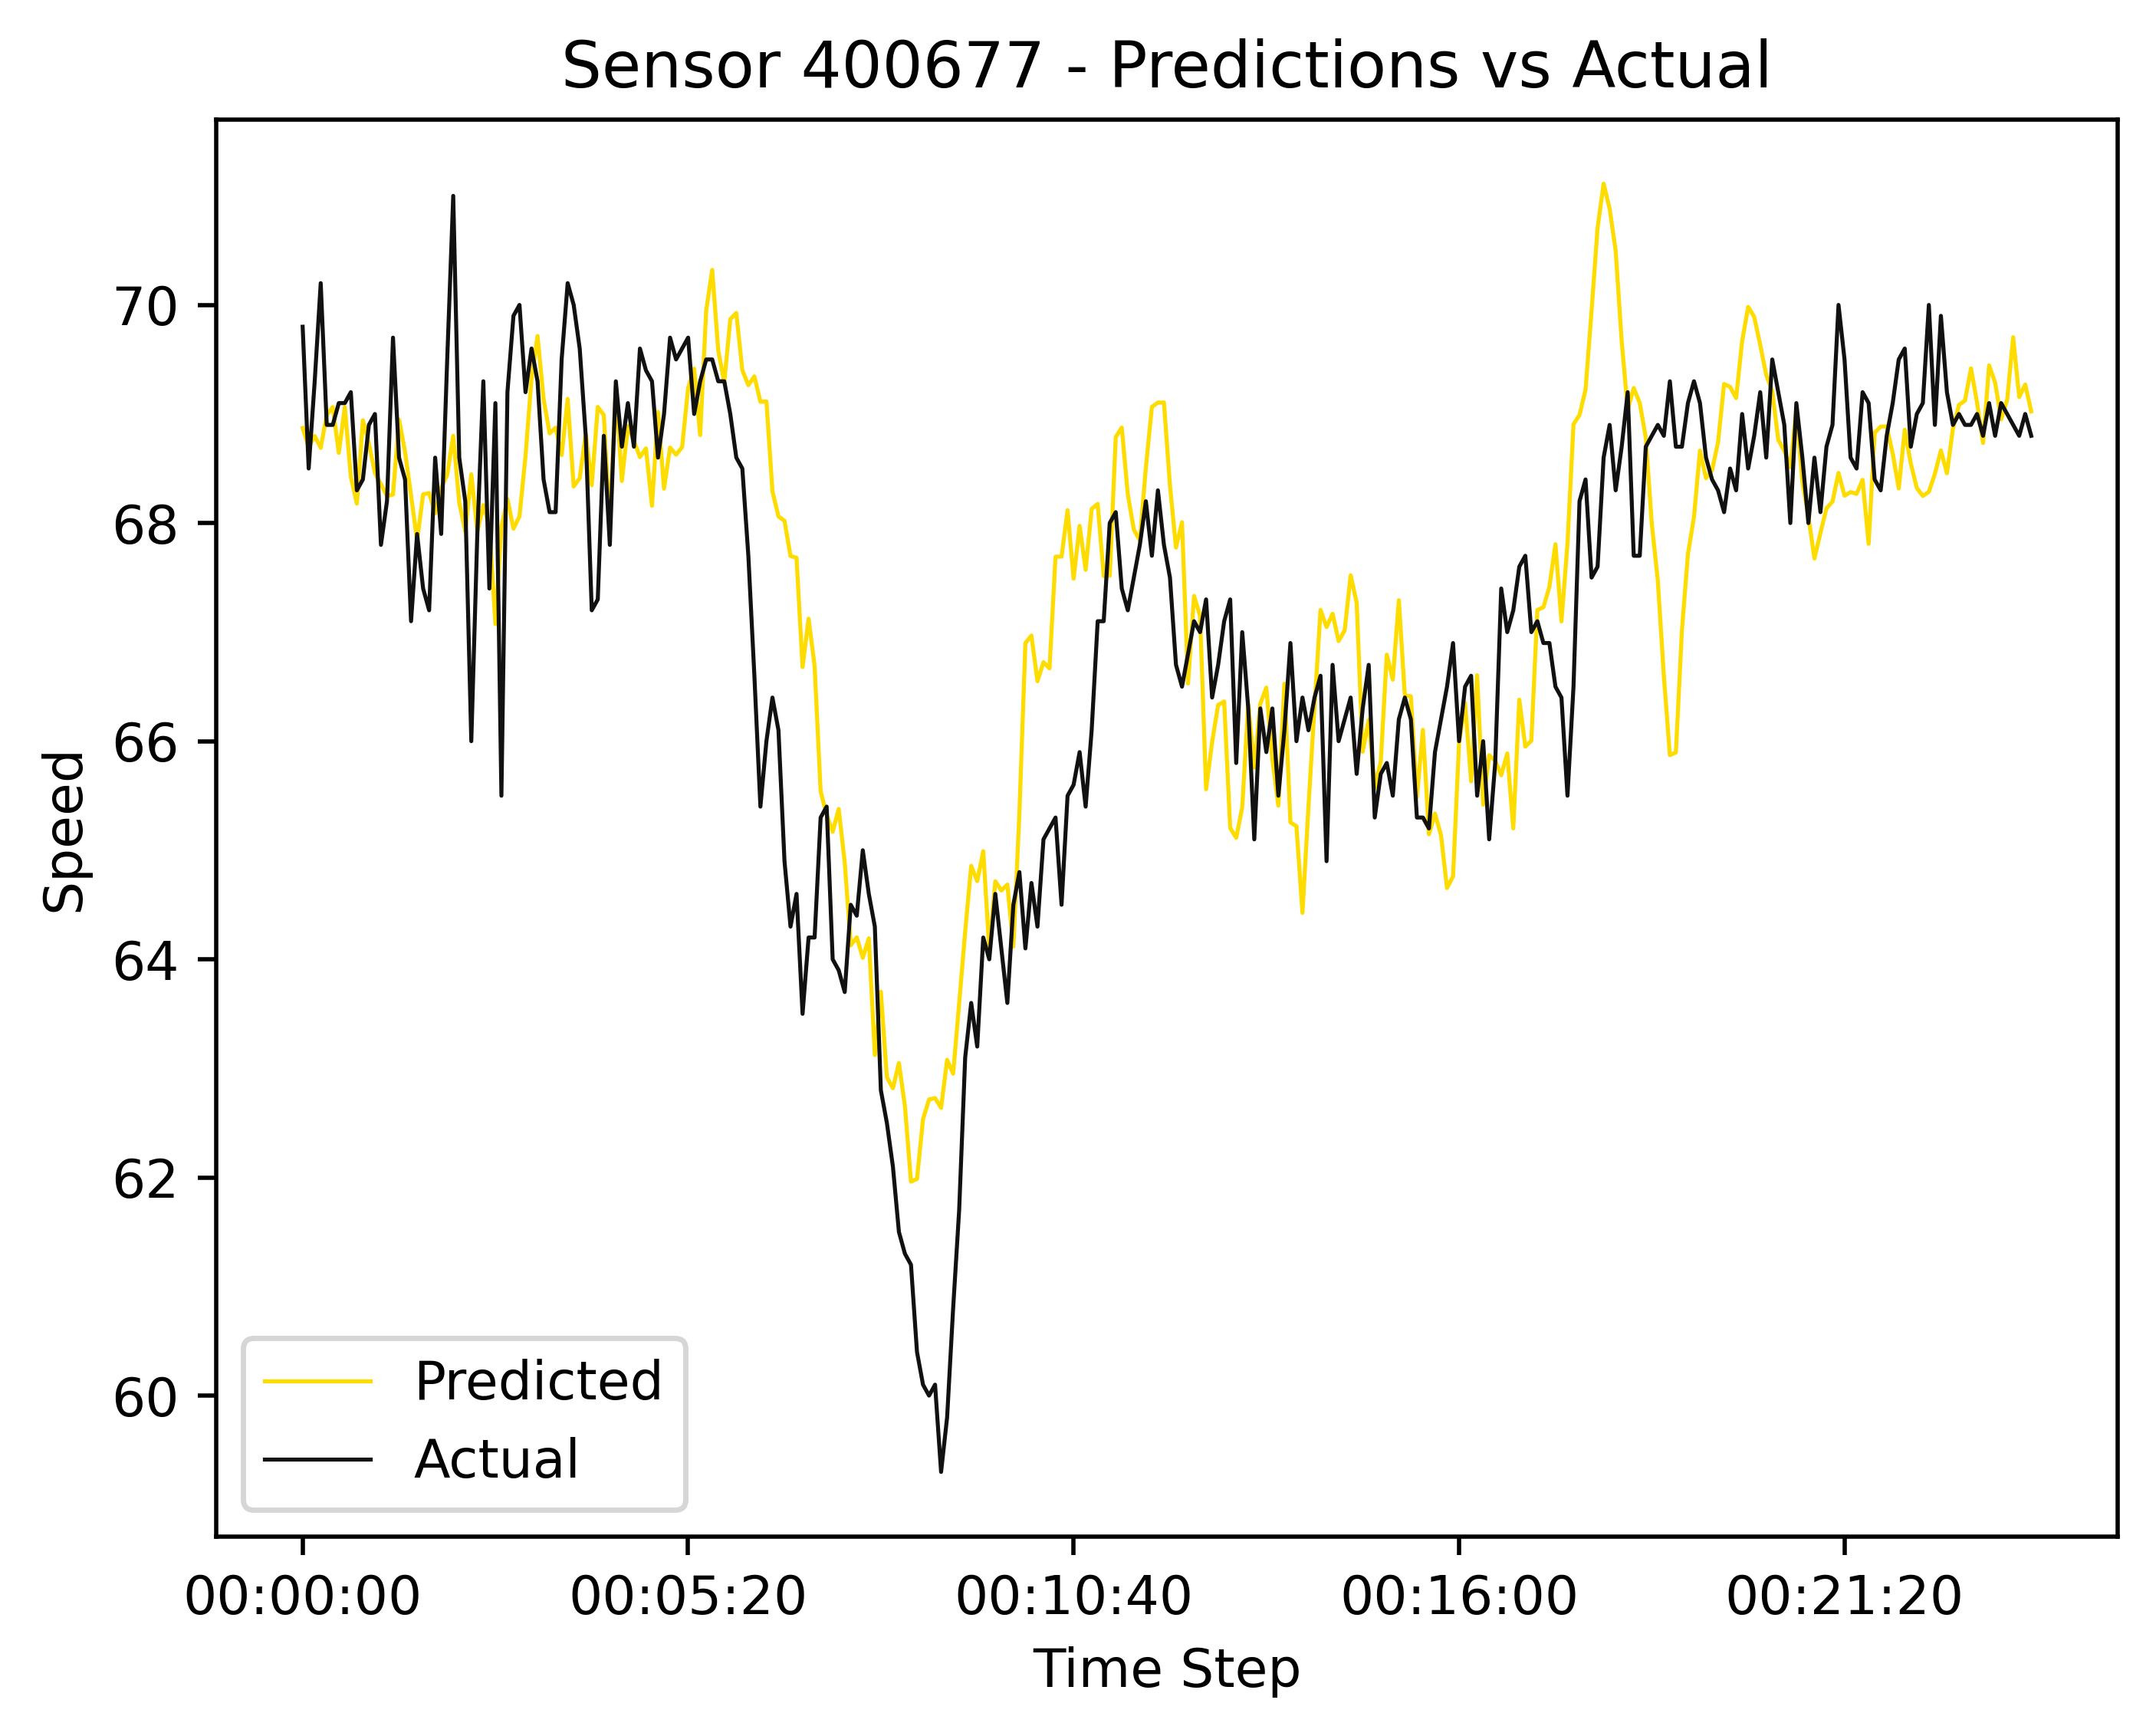 Sensor 400677 - Predictions vs Actual
Speed
70
68
66
64
62
60
Predicted
Actual
00:00:00 00:05:20 00:10:40 00:16:00 00:21:20
Time Step